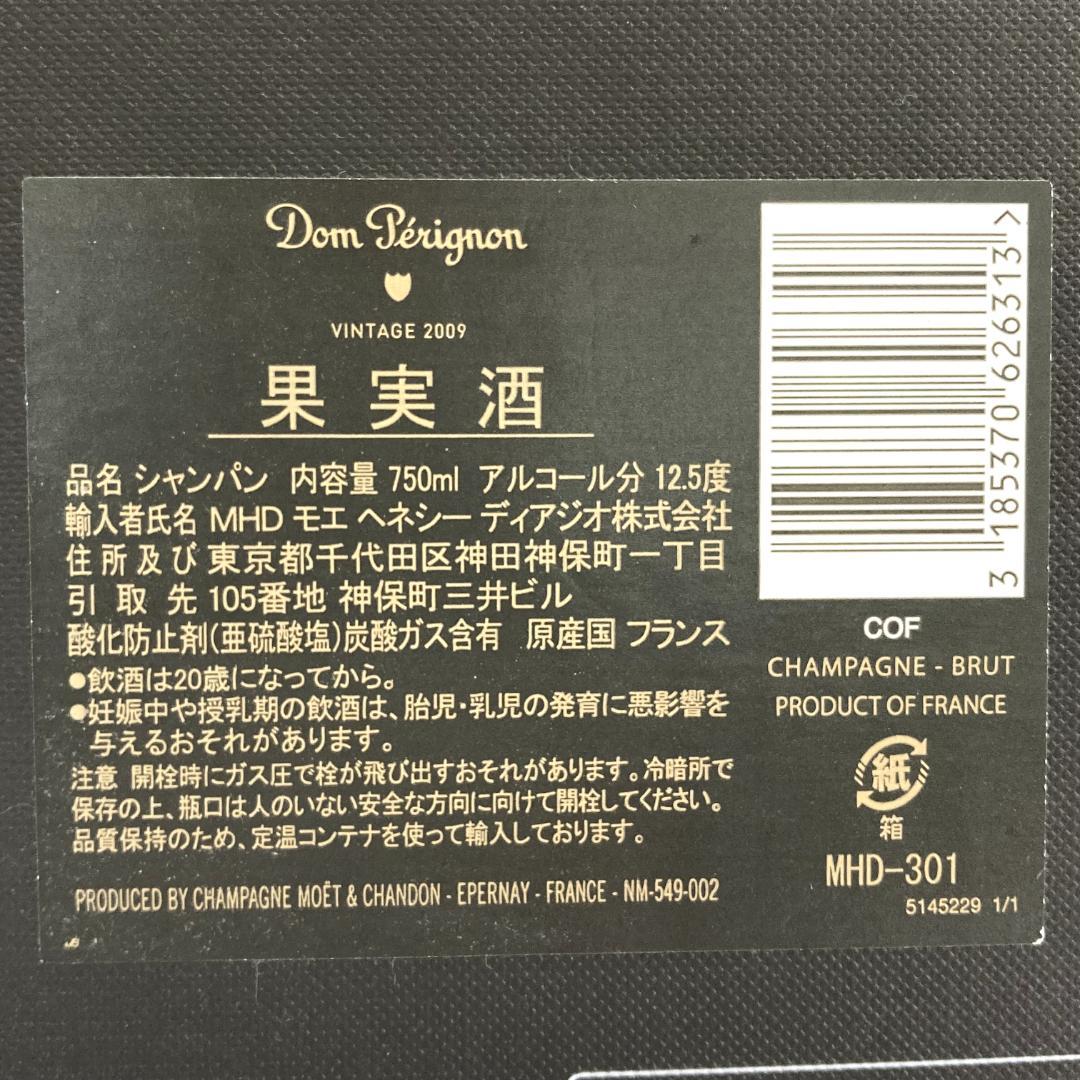 Dom Pérignon
VINTAGE 2009
果実酒
品名 シャンパン 内容量 750ml アルコール分 12.5度
輸入者氏名 MHD モエ ヘネシー ディアジオ株式会社
住所及び 東京都千代田区神田神保町一丁目
引取先 105番地 神保町三井ビル
酸化防止剤(亜硫酸塩)炭酸ガス含有 原産国 フランス
●飲酒は20歳になってから。
●妊娠中や授乳期の飲酒は、胎児・乳児の発育に悪影響を
与えるおそれがあります。
注意 開栓時にガス圧で栓が飛び出すおそれがあります。冷暗所で
保存の上、瓶口は人のいない安全な方向に向けて開栓してください。
品質保持のため、定温コンテナを使って輸入しております。
PRODUCED BY CHAMPAGNE MOËT & CHANDON - EPERNAY - FRANCE - NM-549-002
3 185370 626313 >
COF
CHAMPAGNE - BRUT
PRODUCT OF FRANCE
紙
箱
MHD-301
5145229 1/1